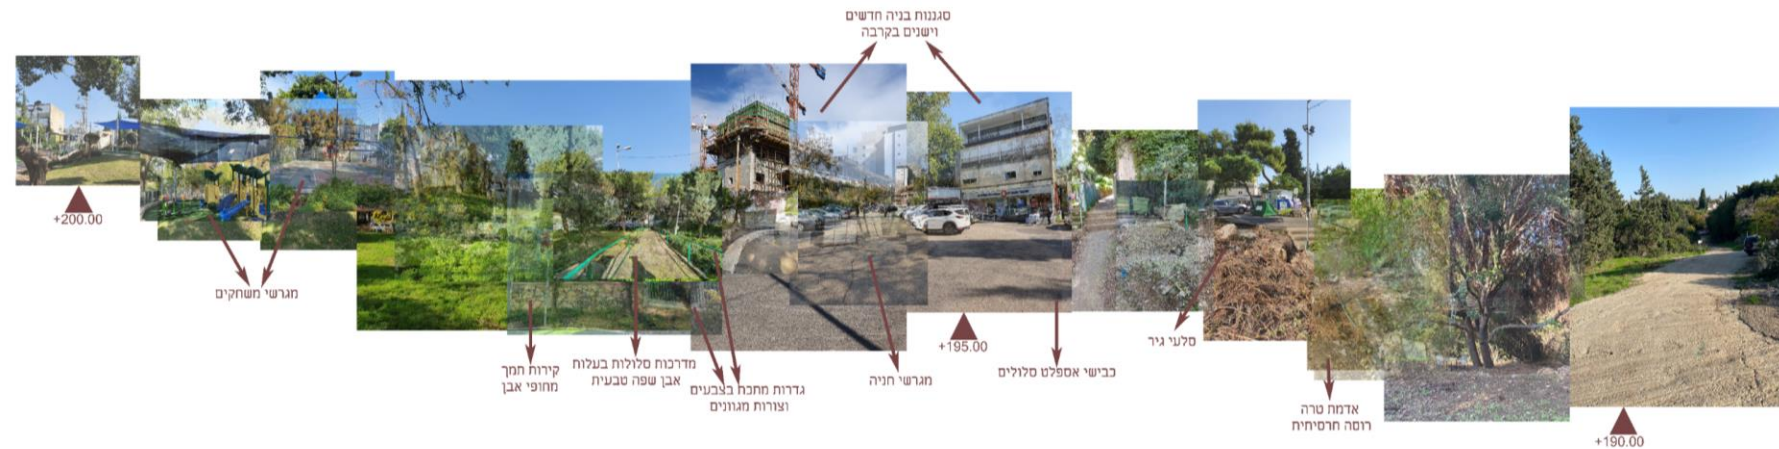 סגננות בניה חדשים
וישנים בקרבה
+200.00
מגרשי משחקים
קירות תמך
מחופי אבן
מדרכות סלולות בעלות
אבן שפה טבעית
גדרות מתכת בצבעים
וצורות מגוונים
מגרשי חניה
+195.00
כבישי אספלט סלולים
סלעי גיר
אדמת טרה
רוסה חרסיתית
+190.00